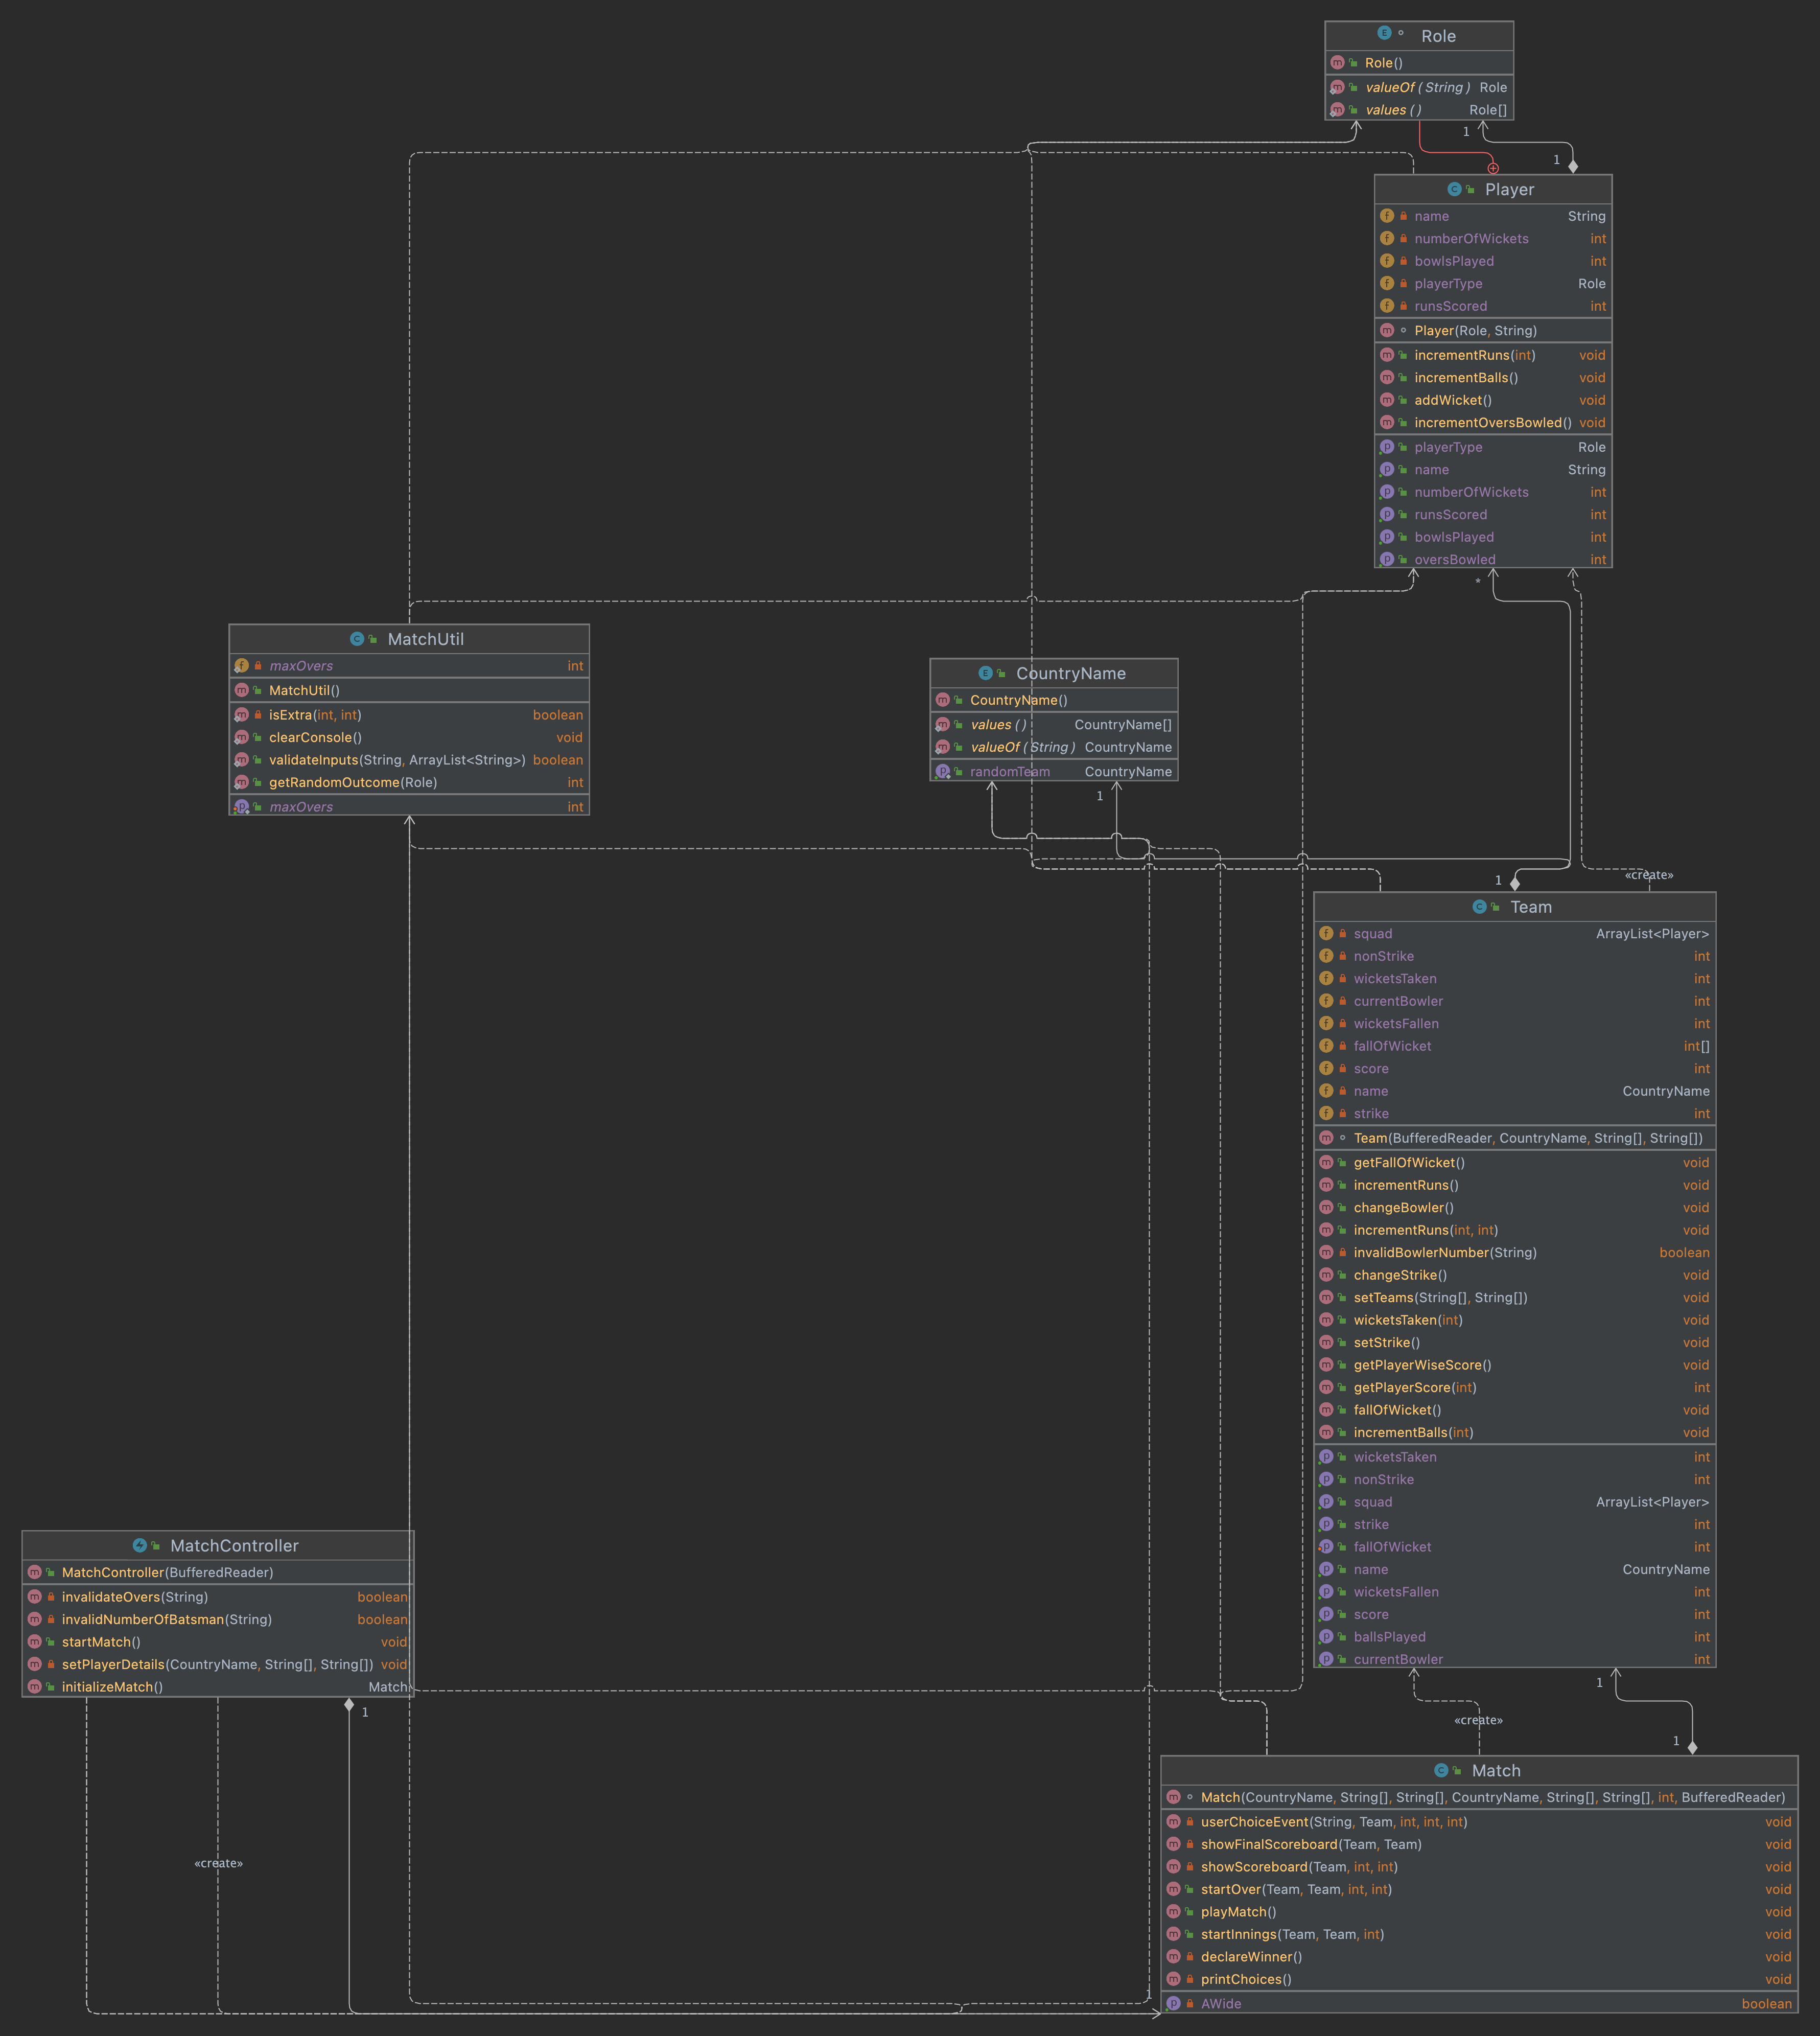 Role
Role()
valueOf(String) Role
values() Role[]
1
1
Player
name String
numberOfWickets int
bowlsPlayed int
playerType Role
runsScored int
Player(Role, String)
incrementRuns(int) void
incrementBalls() void
addWicket() void
incrementOversBowled() void
playerType Role
name String
numberOfWickets int
runsScored int
bowlsPlayed int
oversBowled int
*
MatchUtil
maxOvers int
MatchUtil()
isExtra(int, int) boolean
clearConsole() void
validateInputs(String, ArrayList<String>) boolean
getRandomOutcome(Role) int
maxOvers int
CountryName
CountryName()
values() CountryName[]
valueOf(String) CountryName
randomTeam CountryName
1
1
«create»
Team
squad ArrayList<Player>
nonStrike int
wicketsTaken int
currentBowler int
wicketsFallen int
fallOfWicket int[]
score int
name CountryName
strike int
Team(BufferedReader, CountryName, String[], String[])
getFallOfWicket() void
incrementRuns() void
changeBowler() void
incrementRuns(int, int) void
invalidBowlerNumber(String) boolean
changeStrike() void
setTeams(String[], String[]) void
wicketsTaken(int) void
setStrike() void
getPlayerWiseScore() void
getPlayerScore(int) int
fallOfWicket() void
incrementBalls(int) void
wicketsTaken int
nonStrike int
squad ArrayList<Player>
strike int
fallOfWicket int
name CountryName
wicketsFallen int
score int
ballsPlayed int
currentBowler int
MatchController
MatchController(BufferedReader)
invalidateOvers(String) boolean
invalidNumberOfBatsman(String) boolean
startMatch() void
setPlayerDetails(CountryName, String[], String[]) void
initializeMatch() Match
1
1
«create»
1
«create»
Match
Match(CountryName, String[], String[], CountryName, String[], String[], int, BufferedReader)
userChoiceEvent(String, Team, int, int, int) void
showFinalScoreboard(Team, Team) void
showScoreboard(Team, int, int) void
startOver(Team, Team, int, int) void
playMatch() void
startInnings(Team, Team, int) void
declareWinner() void
printChoices() void
AWide boolean
1